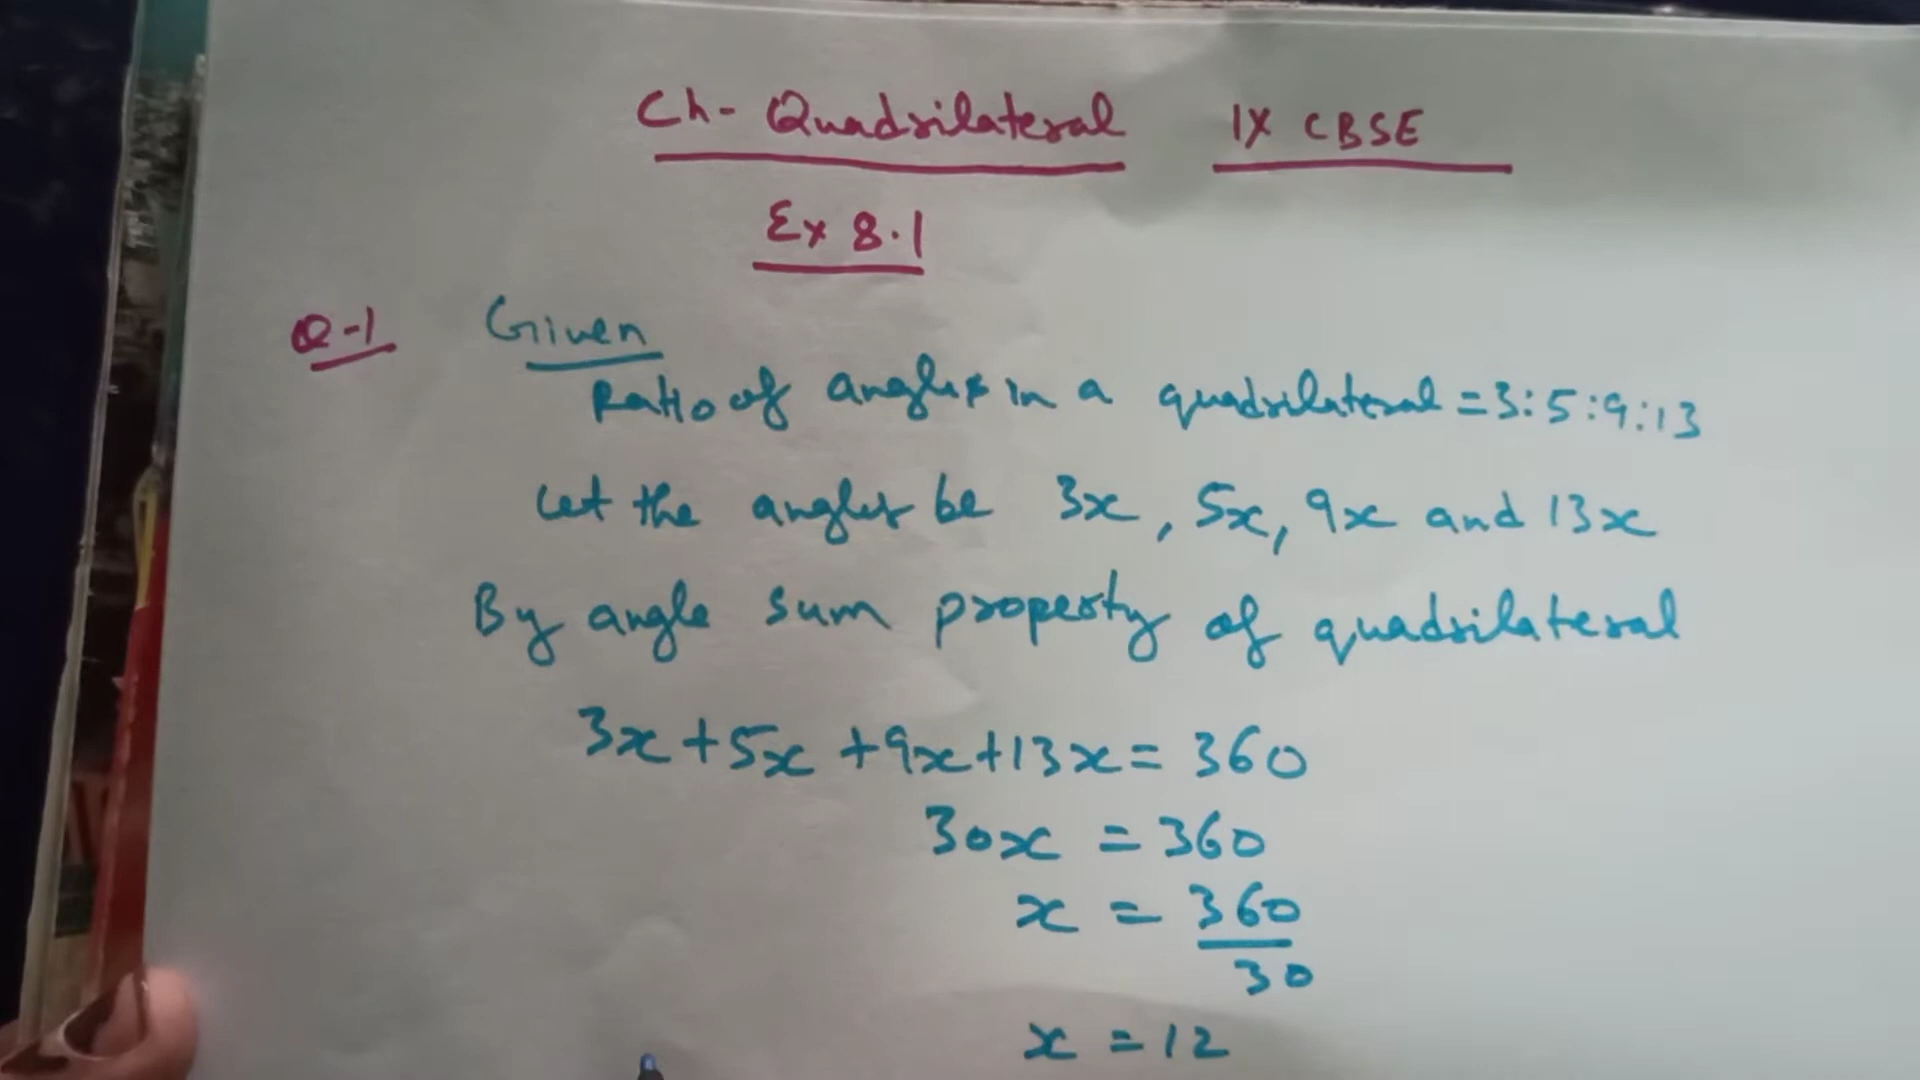 Ch- Quadrilateral IX CBSE
Ex 8.1
Q-1 Given
Ratio of angles in a quadrilateral = 3:5:9:13
Let the angles be 3x, 5x, 9x and 13x
By angle sum property of quadrilateral
3x + 5x + 9x + 13x = 360
30x = 360
x = 360
30
x = 12